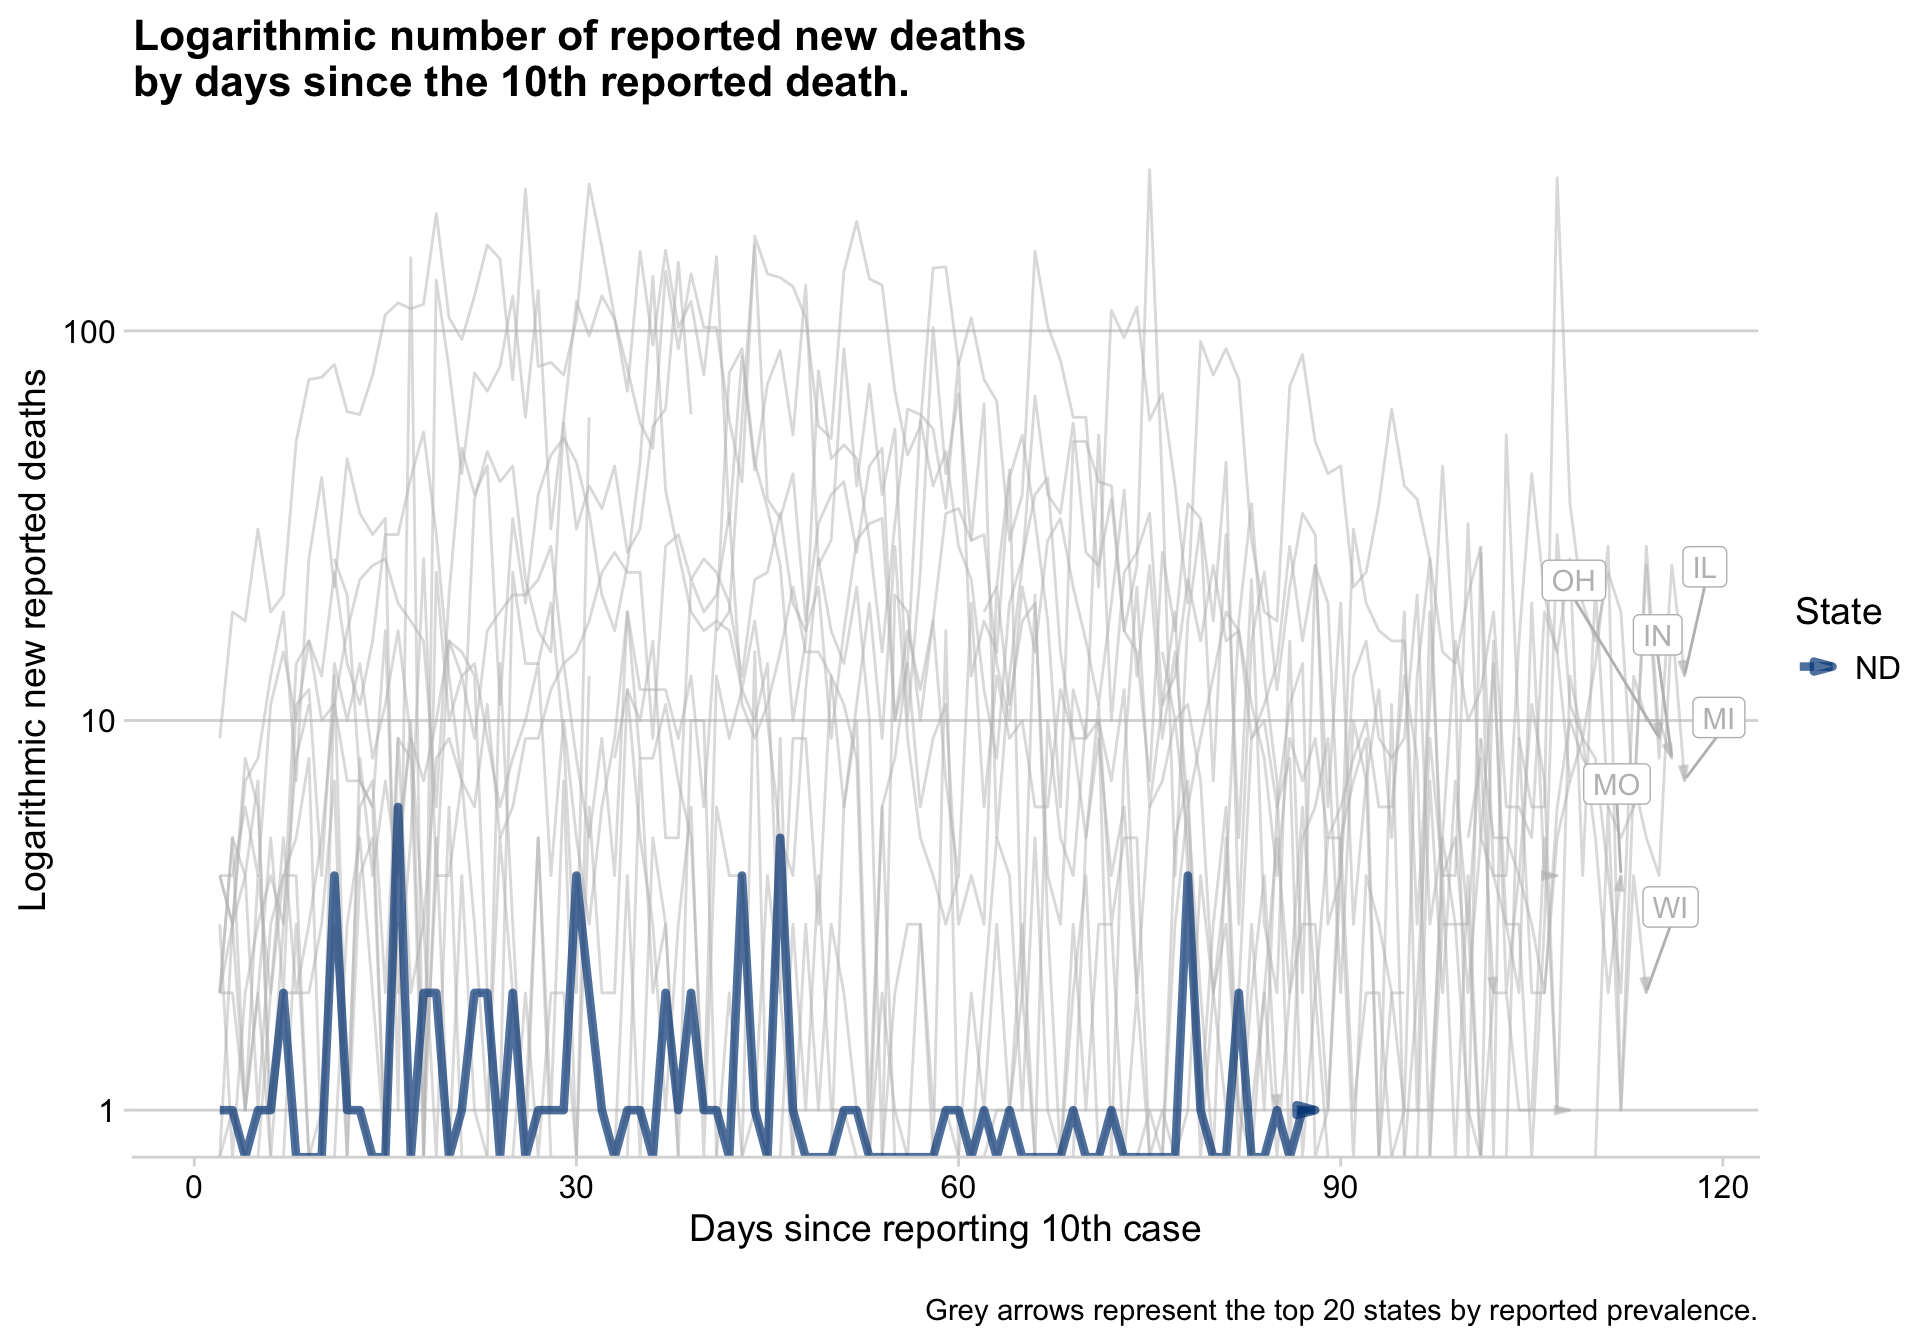 Logarithmic number of reported new deaths
by days since the 10th reported death.
Logarithmic new reported deaths
100
10
1
OH
IL
IN
MI
MO
WI
State
ND
0
30
60
90
120
Days since reporting 10th case
Grey arrows represent the top 20 states by reported prevalence.